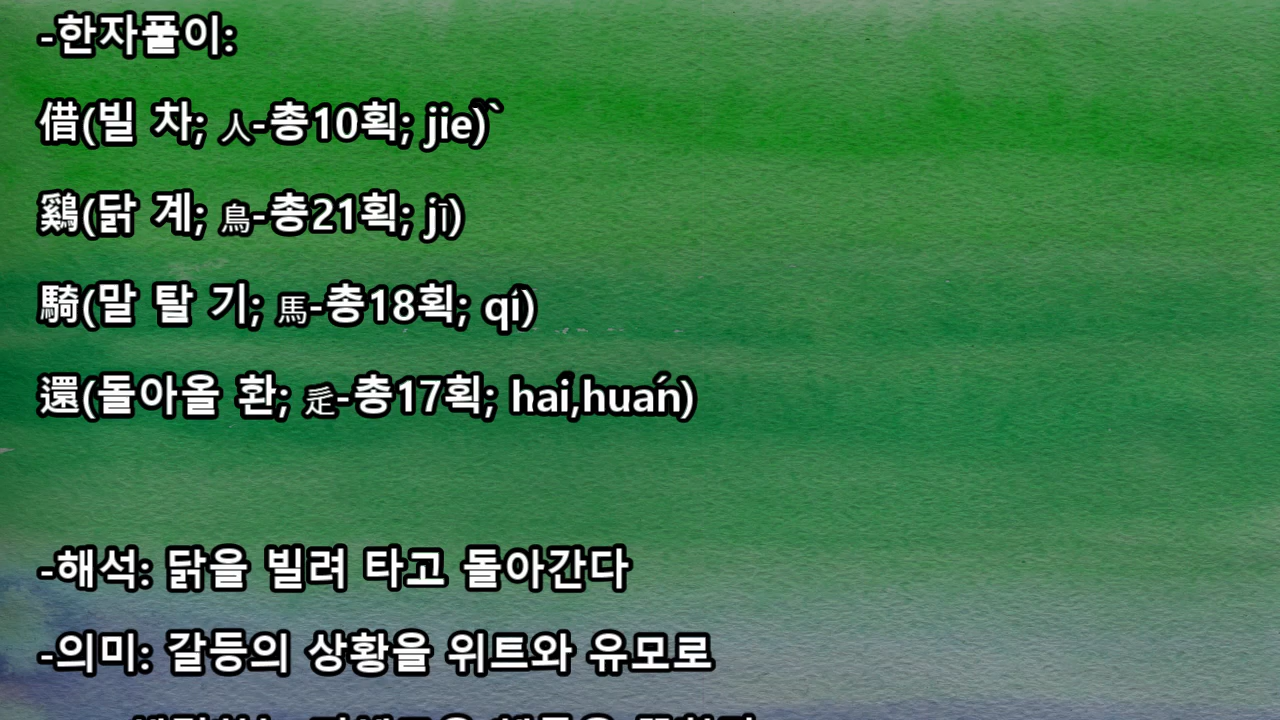 -한자풀이:
借(빌 차; 人-총10획; jie)`
鷄(닭 계; 鳥-총21획; jī)
騎(말 탈 기; 馬-총18획; qí)
還(돌아올 환; 辵-총17획; hai,́huań)
-해석: 닭을 빌려 타고 돌아간다
-의미: 갈등의 상황을 위트와 유모로